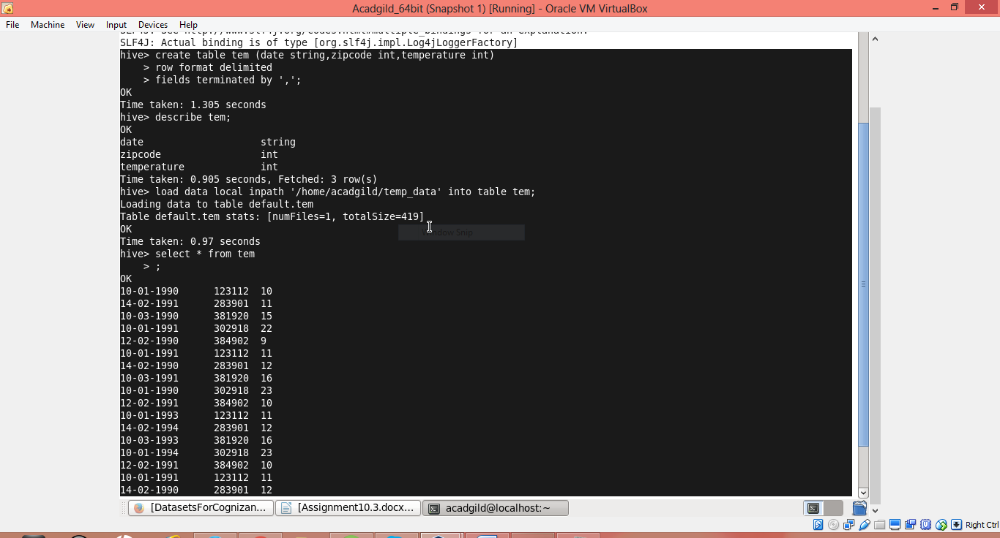 Acadgild_64bit (Snapshot 1) [Running] - Oracle VM VirtualBox
File Machine View Input Devices Help
SLF4J: See http://www.slf4j.org/codes.html#multiple_bindings for an explanation.
SLF4J: Actual binding is of type [org.slf4j.impl.Log4jLoggerFactory]
hive> create table tem (date string,zipcode int,temperature int)
> row format delimited
> fields terminated by ',';
OK
Time taken: 1.305 seconds
hive> describe tem;
OK
date string
zipcode int
temperature int
Time taken: 0.905 seconds, Fetched: 3 row(s)
hive> load data local inpath '/home/acadgild/temp_data' into table tem;
Loading data to table default.tem
Table default.tem stats: [numFiles=1, totalSize=419]
OK
Window Snip
Time taken: 0.97 seconds
hive> select * from tem
> ;
OK
10-01-1990 123112 10
14-02-1991 283901 11
10-03-1990 381920 15
10-01-1991 302918 22
12-02-1990 384902 9
10-01-1991 123112 11
14-02-1990 283901 12
10-03-1991 381920 16
10-01-1990 302918 23
12-02-1991 384902 10
10-01-1993 123112 11
14-02-1994 283901 12
10-03-1993 381920 16
10-01-1994 302918 23
12-02-1991 384902 10
10-01-1991 123112 11
14-02-1990 283901 12
[DatasetsForCognizan... [Assignment10.3.docx... acadgild@localhost:~
Right Ctrl